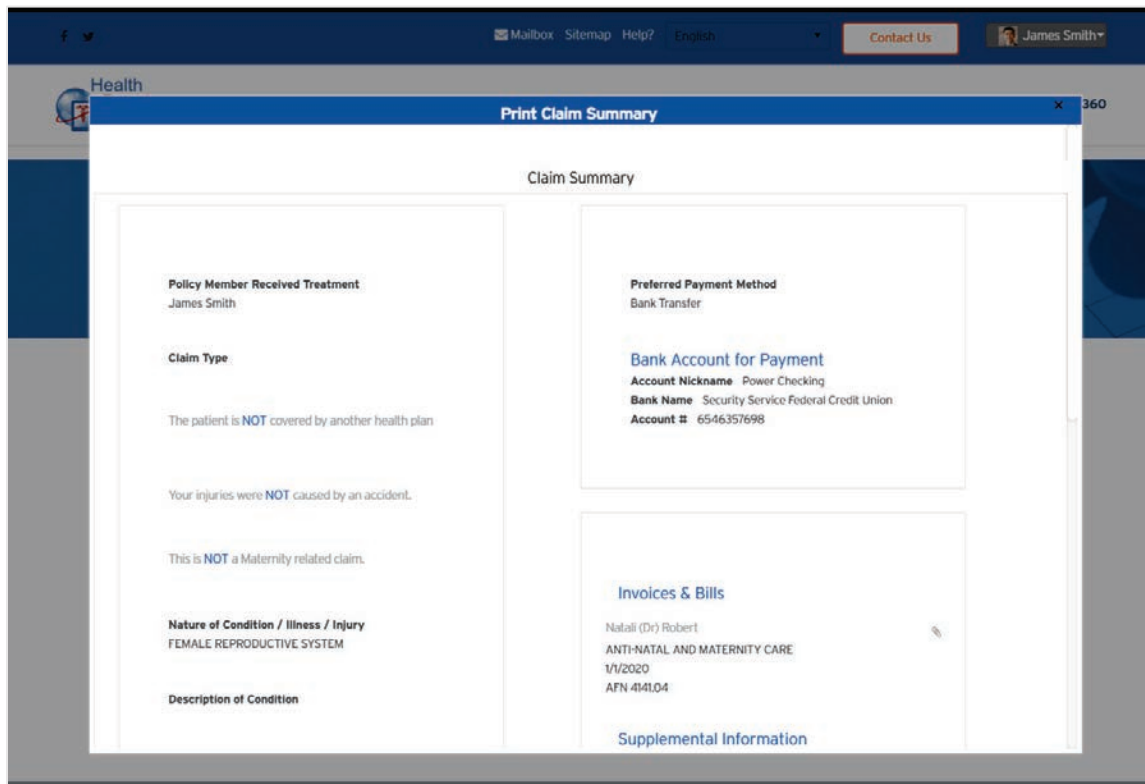 Mailbox Sitemap Help? English
Contact Us
James Smith
Health
360
Print Claim Summary
Claim Summary
Policy Member Received Treatment
James Smith
Claim Type
The patient is NOT covered by another health plan
Your injuries were NOT caused by an accident.
This is NOT a Maternity related claim.
Nature of Condition / Illness / Injury
FEMALE REPRODUCTIVE SYSTEM
Description of Condition
Preferred Payment Method
Bank Transfer
Bank Account for Payment
Account Nickname Power Checking
Bank Name Security Service Federal Credit Union
Account # 6546357698
Invoices & Bills
Natali (Dr) Robert
ANTI-NATAL AND MATERNITY CARE
1/1/2020
AFN 4141.04
Supplemental Information